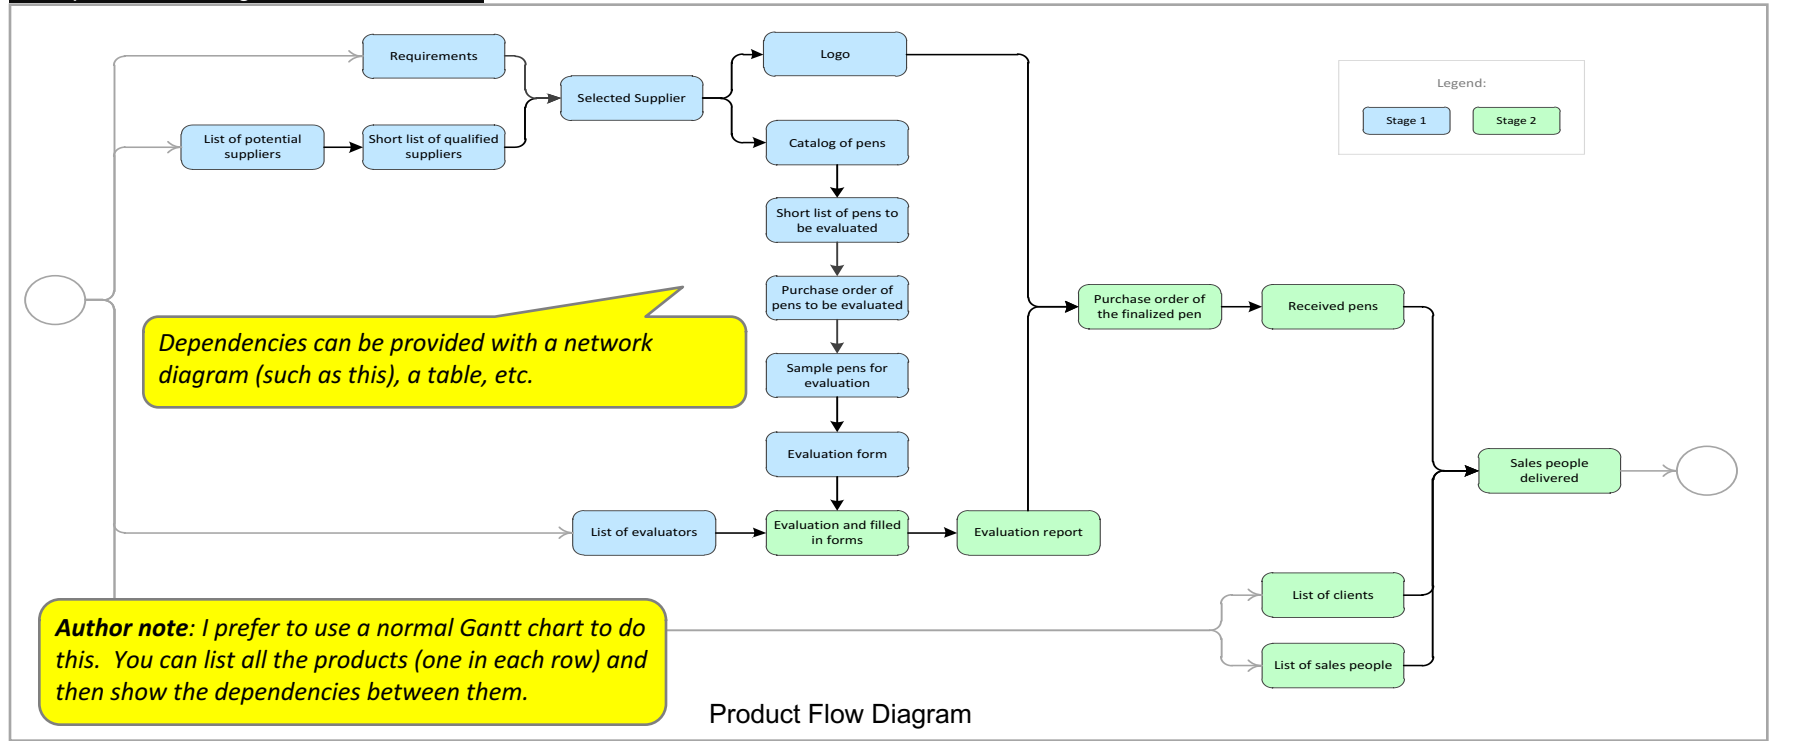 Requirements
Logo
Selected Supplier
Legend:
Stage 1
Stage 2
List of potential
suppliers
Short list of qualified
suppliers
Catalog of pens
Short list of pens to
be evaluated
Purchase order of
pens to be evaluated
Purchase order of
the finalized pen
Received pens
Dependencies can be provided with a network
diagram (such as this), a table, etc.
Sample pens for
evaluation
Evaluation form
Sales people
delivered
List of evaluators
Evaluation and filled
in forms
Evaluation report
List of clients
List of sales people
Author note: I prefer to use a normal Gantt chart to do
this. You can list all the products (one in each row) and
then show the dependencies between them.
Product Flow Diagram